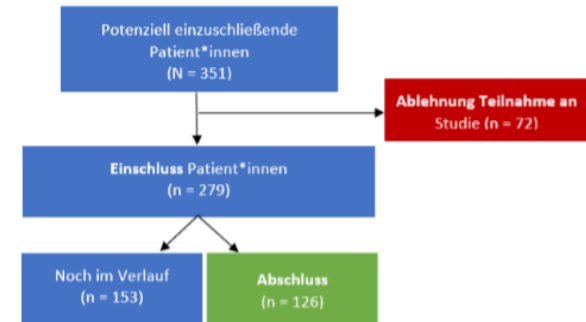 Potenziell einzuschließende
Patient*innen
(N = 351)
Ablehnung Teilnahme an
Studie (n = 72)
Einschluss Patient*innen
(n = 279)
Noch im Verlauf
(n = 153)
Abschluss
(n = 126)